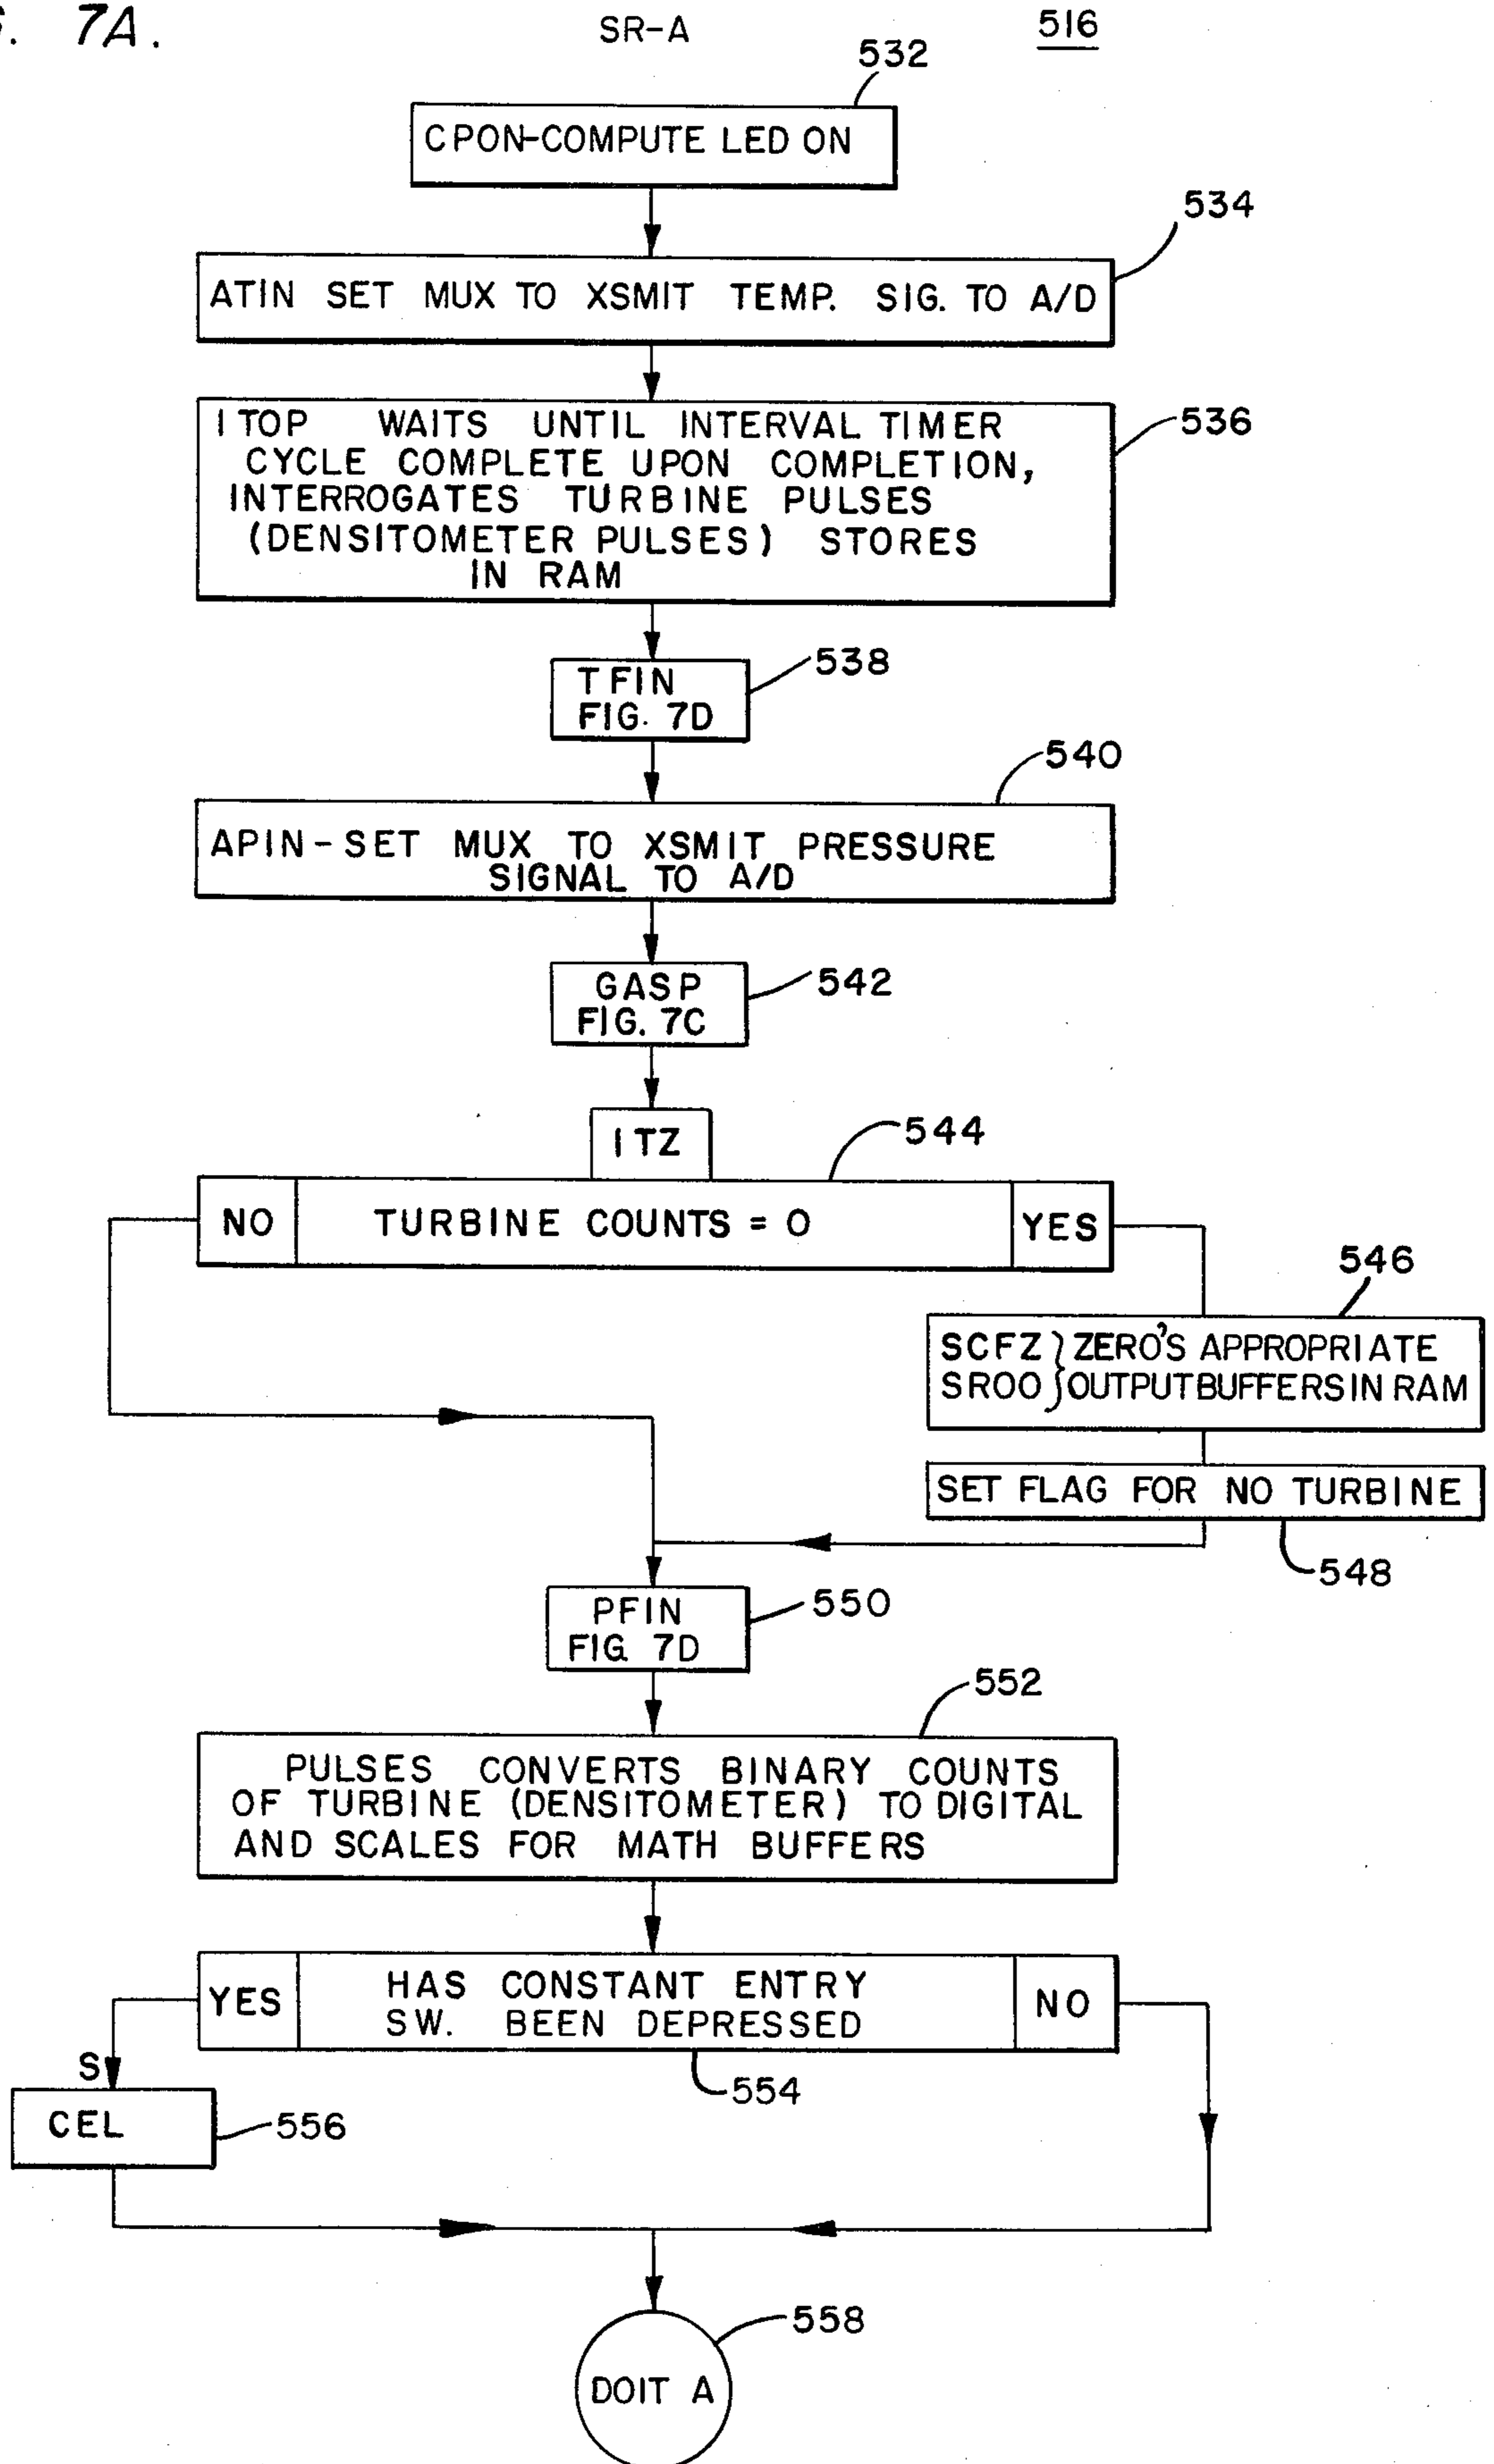 G. 7A.
SR-A
516
532
CPON-COMPUTE LED ON
534
ATIN SET MUX TO XSMIT TEMP. SIG. TO A/D
536
ITOP WAITS UNTIL INTERVAL TIMER
CYCLE COMPLETE UPON COMPLETION,
INTERROGATES TURBINE PULSES
(DENSITOMETER PULSES) STORES
IN RAM
538
TFIN
FIG. 7D
540
APIN-SET MUX TO XSMIT PRESSURE
SIGNAL TO A/D
542
GASP
FIG. 7C
ITZ
544
NO TURBINE COUNTS = 0 YES
546
SCFZ } ZERO'S APPROPRIATE
SROO } OUTPUT BUFFERS IN RAM
SET FLAG FOR NO TURBINE
548
PFIN
FIG 7D
550
552
PULSES CONVERTS BINARY COUNTS
OF TURBINE (DENSITOMETER) TO DIGITAL
AND SCALES FOR MATH BUFFERS
YES HAS CONSTANT ENTRY NO
SW. BEEN DEPRESSED
554
S
CEL
556
558
DOIT A